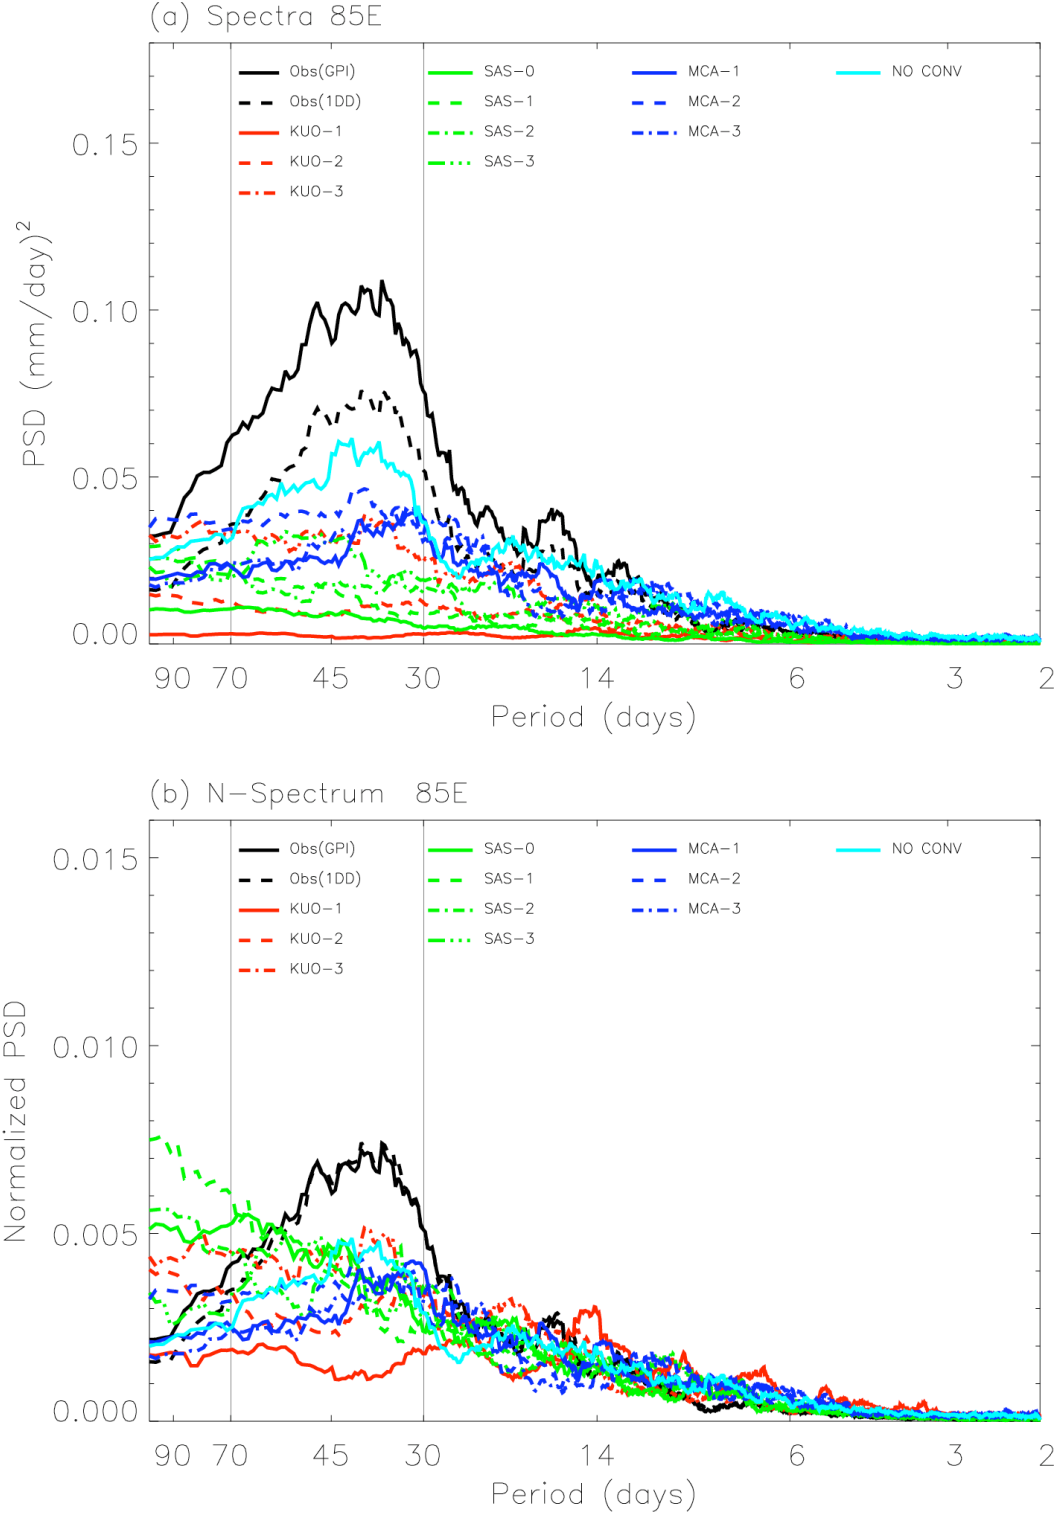 (a) Spectra 85E
Obs(GPI) SAS-0 MCA-1 NO CONV
Obs(1DD) SAS-1 MCA-2
KUO-1 SAS-2 MCA-3
KUO-2 SAS-3
KUO-3
PSD (mm/day)2
0.15
0.10
0.05
0.00
90 70 45 30 14 6 3 2
Period (days)
(b) N-Spectrum 85E
Obs(GPI) SAS-0 MCA-1 NO CONV
Obs(1DD) SAS-1 MCA-2
KUO-1 SAS-2 MCA-3
KUO-2 SAS-3
KUO-3
Normalized PSD
0.015
0.010
0.005
0.000
90 70 45 30 14 6 3 2
Period (days)